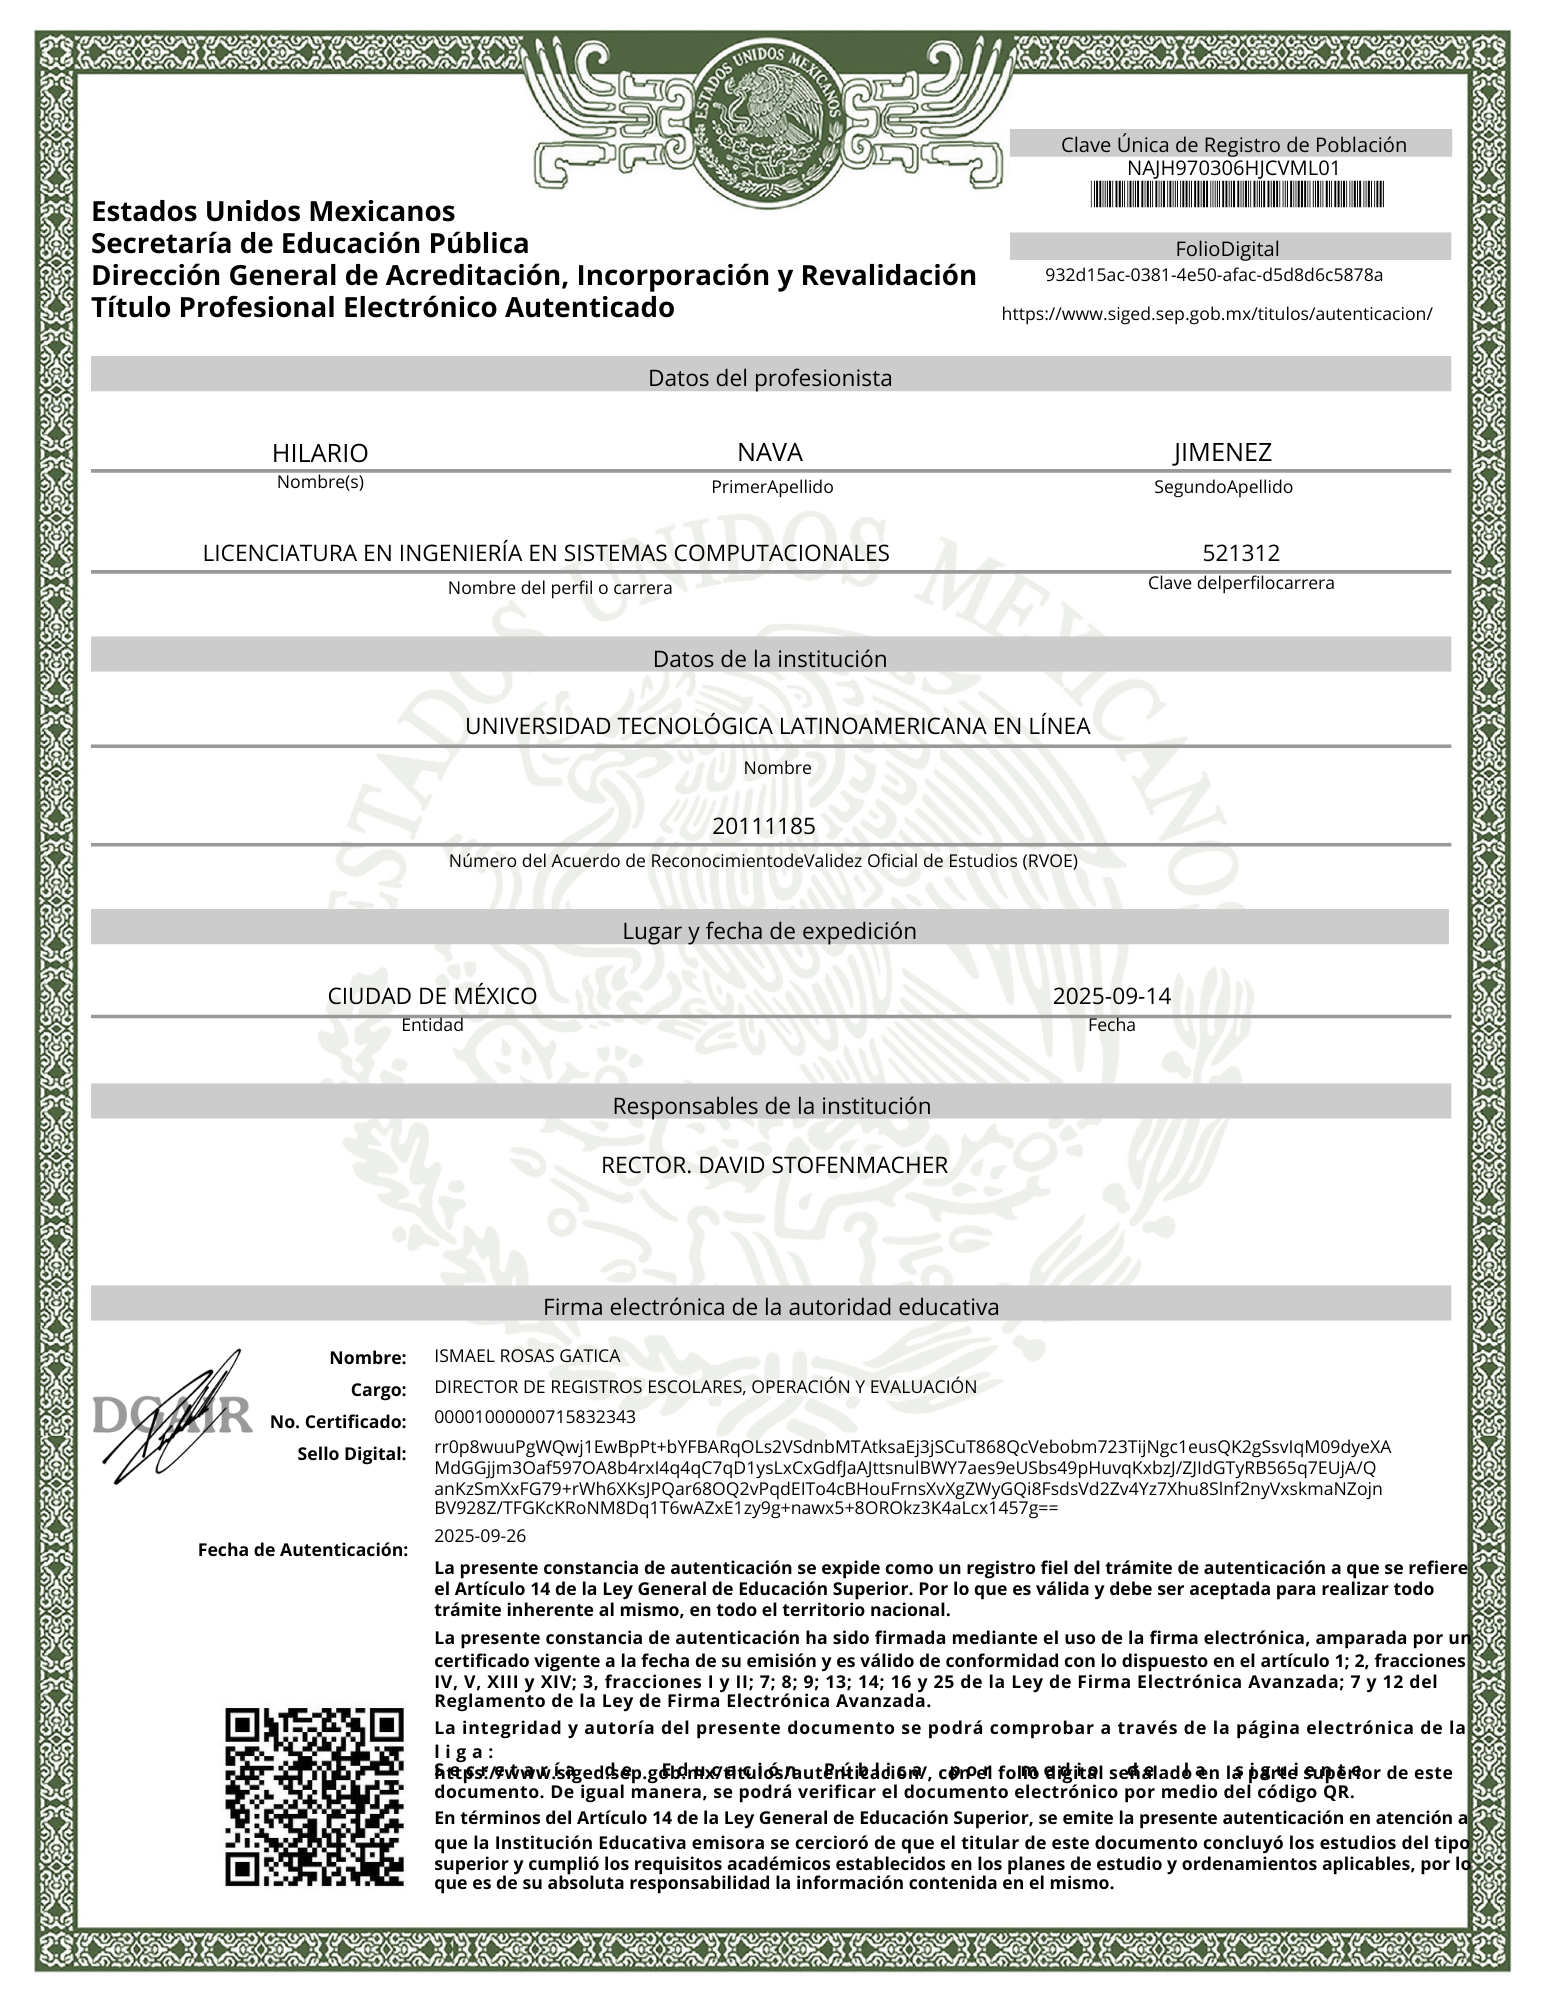 ESTADOS UNIDOS MEXICANOS
Clave Única de Registro de Población
NAJH970306HJCVML01
Estados Unidos Mexicanos
Secretaría de Educación Pública
Dirección General de Acreditación, Incorporación y Revalidación
Título Profesional Electrónico Autenticado
FolioDigital
932d15ac-0381-4e50-afac-d5d8d6c5878a
https://www.siged.sep.gob.mx/titulos/autenticacion/
Datos del profesionista
HILARIO NAVA JIMENEZ
Nombre(s) PrimerApellido SegundoApellido
LICENCIATURA EN INGENIERÍA EN SISTEMAS COMPUTACIONALES 521312
Nombre del perfil o carrera Clave delperfilocarrera
ESTADOS UNIDOS MEXICANOS
Datos de la institución
UNIVERSIDAD TECNOLÓGICA LATINOAMERICANA EN LÍNEA
Nombre
20111185
Número del Acuerdo de ReconocimientodeValidez Oficial de Estudios (RVOE)
Lugar y fecha de expedición
CIUDAD DE MÉXICO 2025-09-14
Entidad Fecha
Responsables de la institución
RECTOR. DAVID STOFENMACHER
Firma electrónica de la autoridad educativa
DGAIR
Nombre: ISMAEL ROSAS GATICA
Cargo: DIRECTOR DE REGISTROS ESCOLARES, OPERACIÓN Y EVALUACIÓN
No. Certificado: 00001000000715832343
Sello Digital: rr0p8wuuPgWQwj1EwBpPt+bYFBARqOLs2VSdnbMTAtksaEj3jSCuT868QcVebobm723TijNgc1eusQK2gSsvIqM09dyeXA
MdGGjjm3Oaf597OA8b4rxI4q4qC7qD1ysLxCxGdfJaAJttsnulBWY7aes9eUSbs49pHuvqKxbzJ/ZJIdGTyRB565q7EUjA/Q
anKzSmXxFG79+rWh6XKsJPQar68OQ2vPqdEITo4cBHouFrnsXvXgZWyGQi8FsdsVd2Zv4Yz7Xhu8Slnf2nyVxskmaNZojn
BV928Z/TFGKcKRoNM8Dq1T6wAZxE1zy9g+nawx5+8OROkz3K4aLcx1457g==
Fecha de Autenticación: 2025-09-26
La presente constancia de autenticación se expide como un registro fiel del trámite de autenticación a que se refiere
el Artículo 14 de la Ley General de Educación Superior. Por lo que es válida y debe ser aceptada para realizar todo
trámite inherente al mismo, en todo el territorio nacional.
La presente constancia de autenticación ha sido firmada mediante el uso de la firma electrónica, amparada por un
certificado vigente a la fecha de su emisión y es válido de conformidad con lo dispuesto en el artículo 1; 2, fracciones
IV, V, XIII y XIV; 3, fracciones I y II; 7; 8; 9; 13; 14; 16 y 25 de la Ley de Firma Electrónica Avanzada; 7 y 12 del
Reglamento de la Ley de Firma Electrónica Avanzada.
La integridad y autoría del presente documento se podrá comprobar a través de la página electrónica de la
liga:
Secretaría de Educación Pública por medio de la siguiente
https://www.siged.sep.gob.mx/titulos/autenticacion/, con el folio digital señalado en la parte superior de este
documento. De igual manera, se podrá verificar el documento electrónico por medio del código QR.
En términos del Artículo 14 de la Ley General de Educación Superior, se emite la presente autenticación en atención a
que la Institución Educativa emisora se cercioró de que el titular de este documento concluyó los estudios del tipo
superior y cumplió los requisitos académicos establecidos en los planes de estudio y ordenamientos aplicables, por lo
que es de su absoluta responsabilidad la información contenida en el mismo.